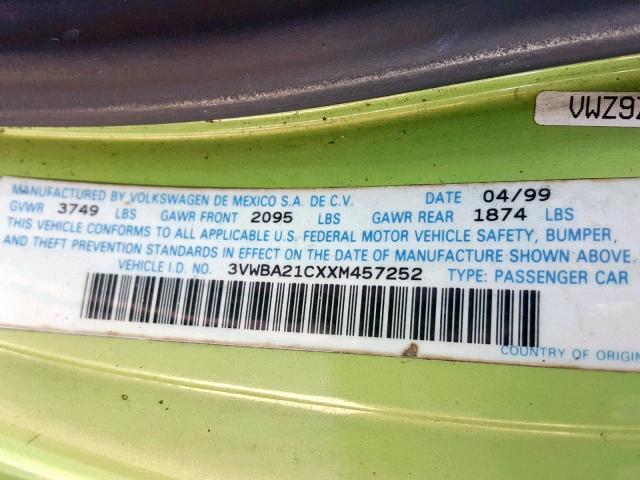 VWZ9Z
MANUFACTURED BY VOLKSWAGEN DE MEXICO S.A. DE C.V. DATE 04/99
GVWR 3749 LBS GAWR FRONT 2095 LBS GAWR REAR 1874 LBS
THIS VEHICLE CONFORMS TO ALL APPLICABLE U.S. FEDERAL MOTOR VEHICLE SAFETY, BUMPER,
AND THEFT PREVENTION STANDARDS IN EFFECT ON THE DATE OF MANUFACTURE SHOWN ABOVE.
VEHICLE I.D. NO. 3VWBA21CXXM457252 TYPE: PASSENGER CAR
COUNTRY OF ORIGIN